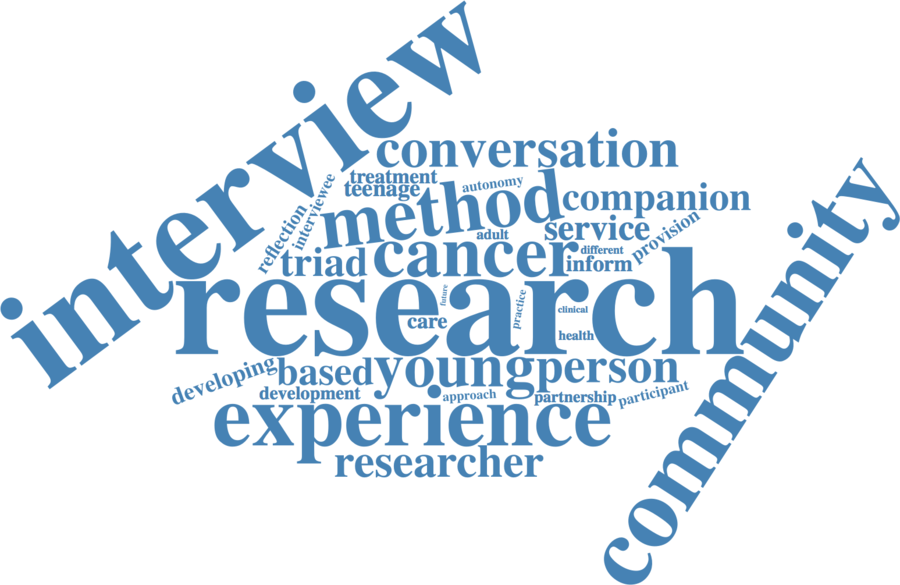 interview
conversation
treatment
teenage
autonomy
interviewee
reflection
method
companion
community
adult
service
provision
triad
cancer
different
inform
research
future
care
practice
clinical
health
developing
based
young
person
development
approach
partnership
participant
experience
researcher